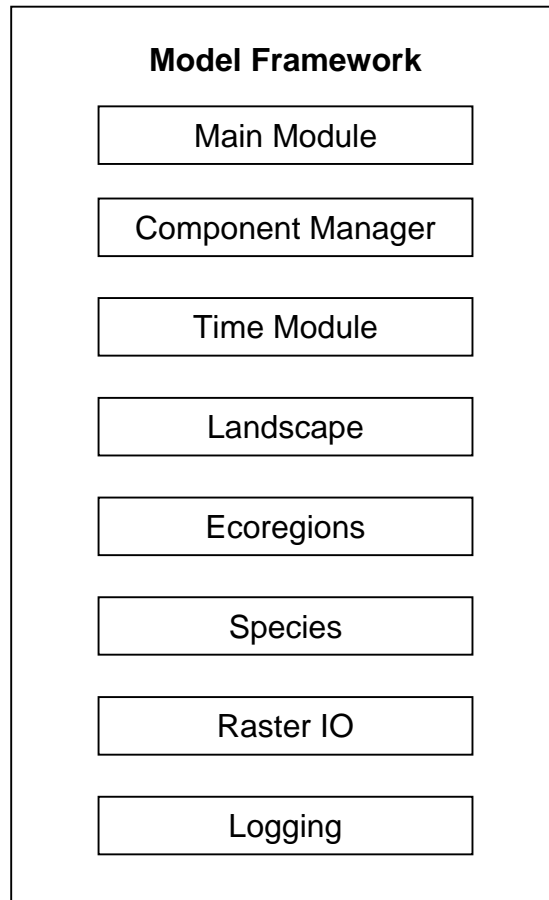 Model Framework
Main Module
Component Manager
Time Module
Landscape
Ecoregions
Species
Raster IO
Logging